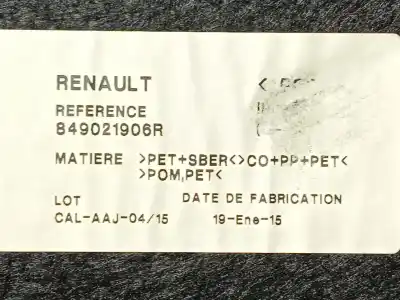 RENAULT
REFERENCE
849021906R
MATIERE >PET+SBER<>CO+PP+PET<
>POM,PET<
LOT DATE DE FABRICATION
CAL-AAJ-04/15 19-Ene-15